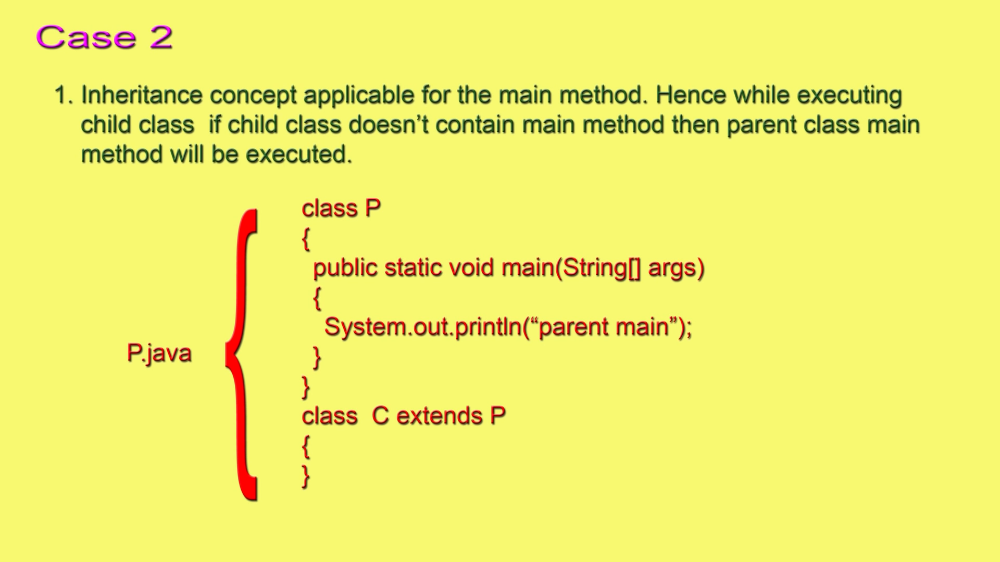 Case 2
1. Inheritance concept applicable for the main method. Hence while executing
child class  if child class doesn’t contain main method then parent class main
method will be executed.
class P
{
public static void main(String[] args)
{
System.out.println(“parent main”);
P.java
}
}
class  C extends P
{
}